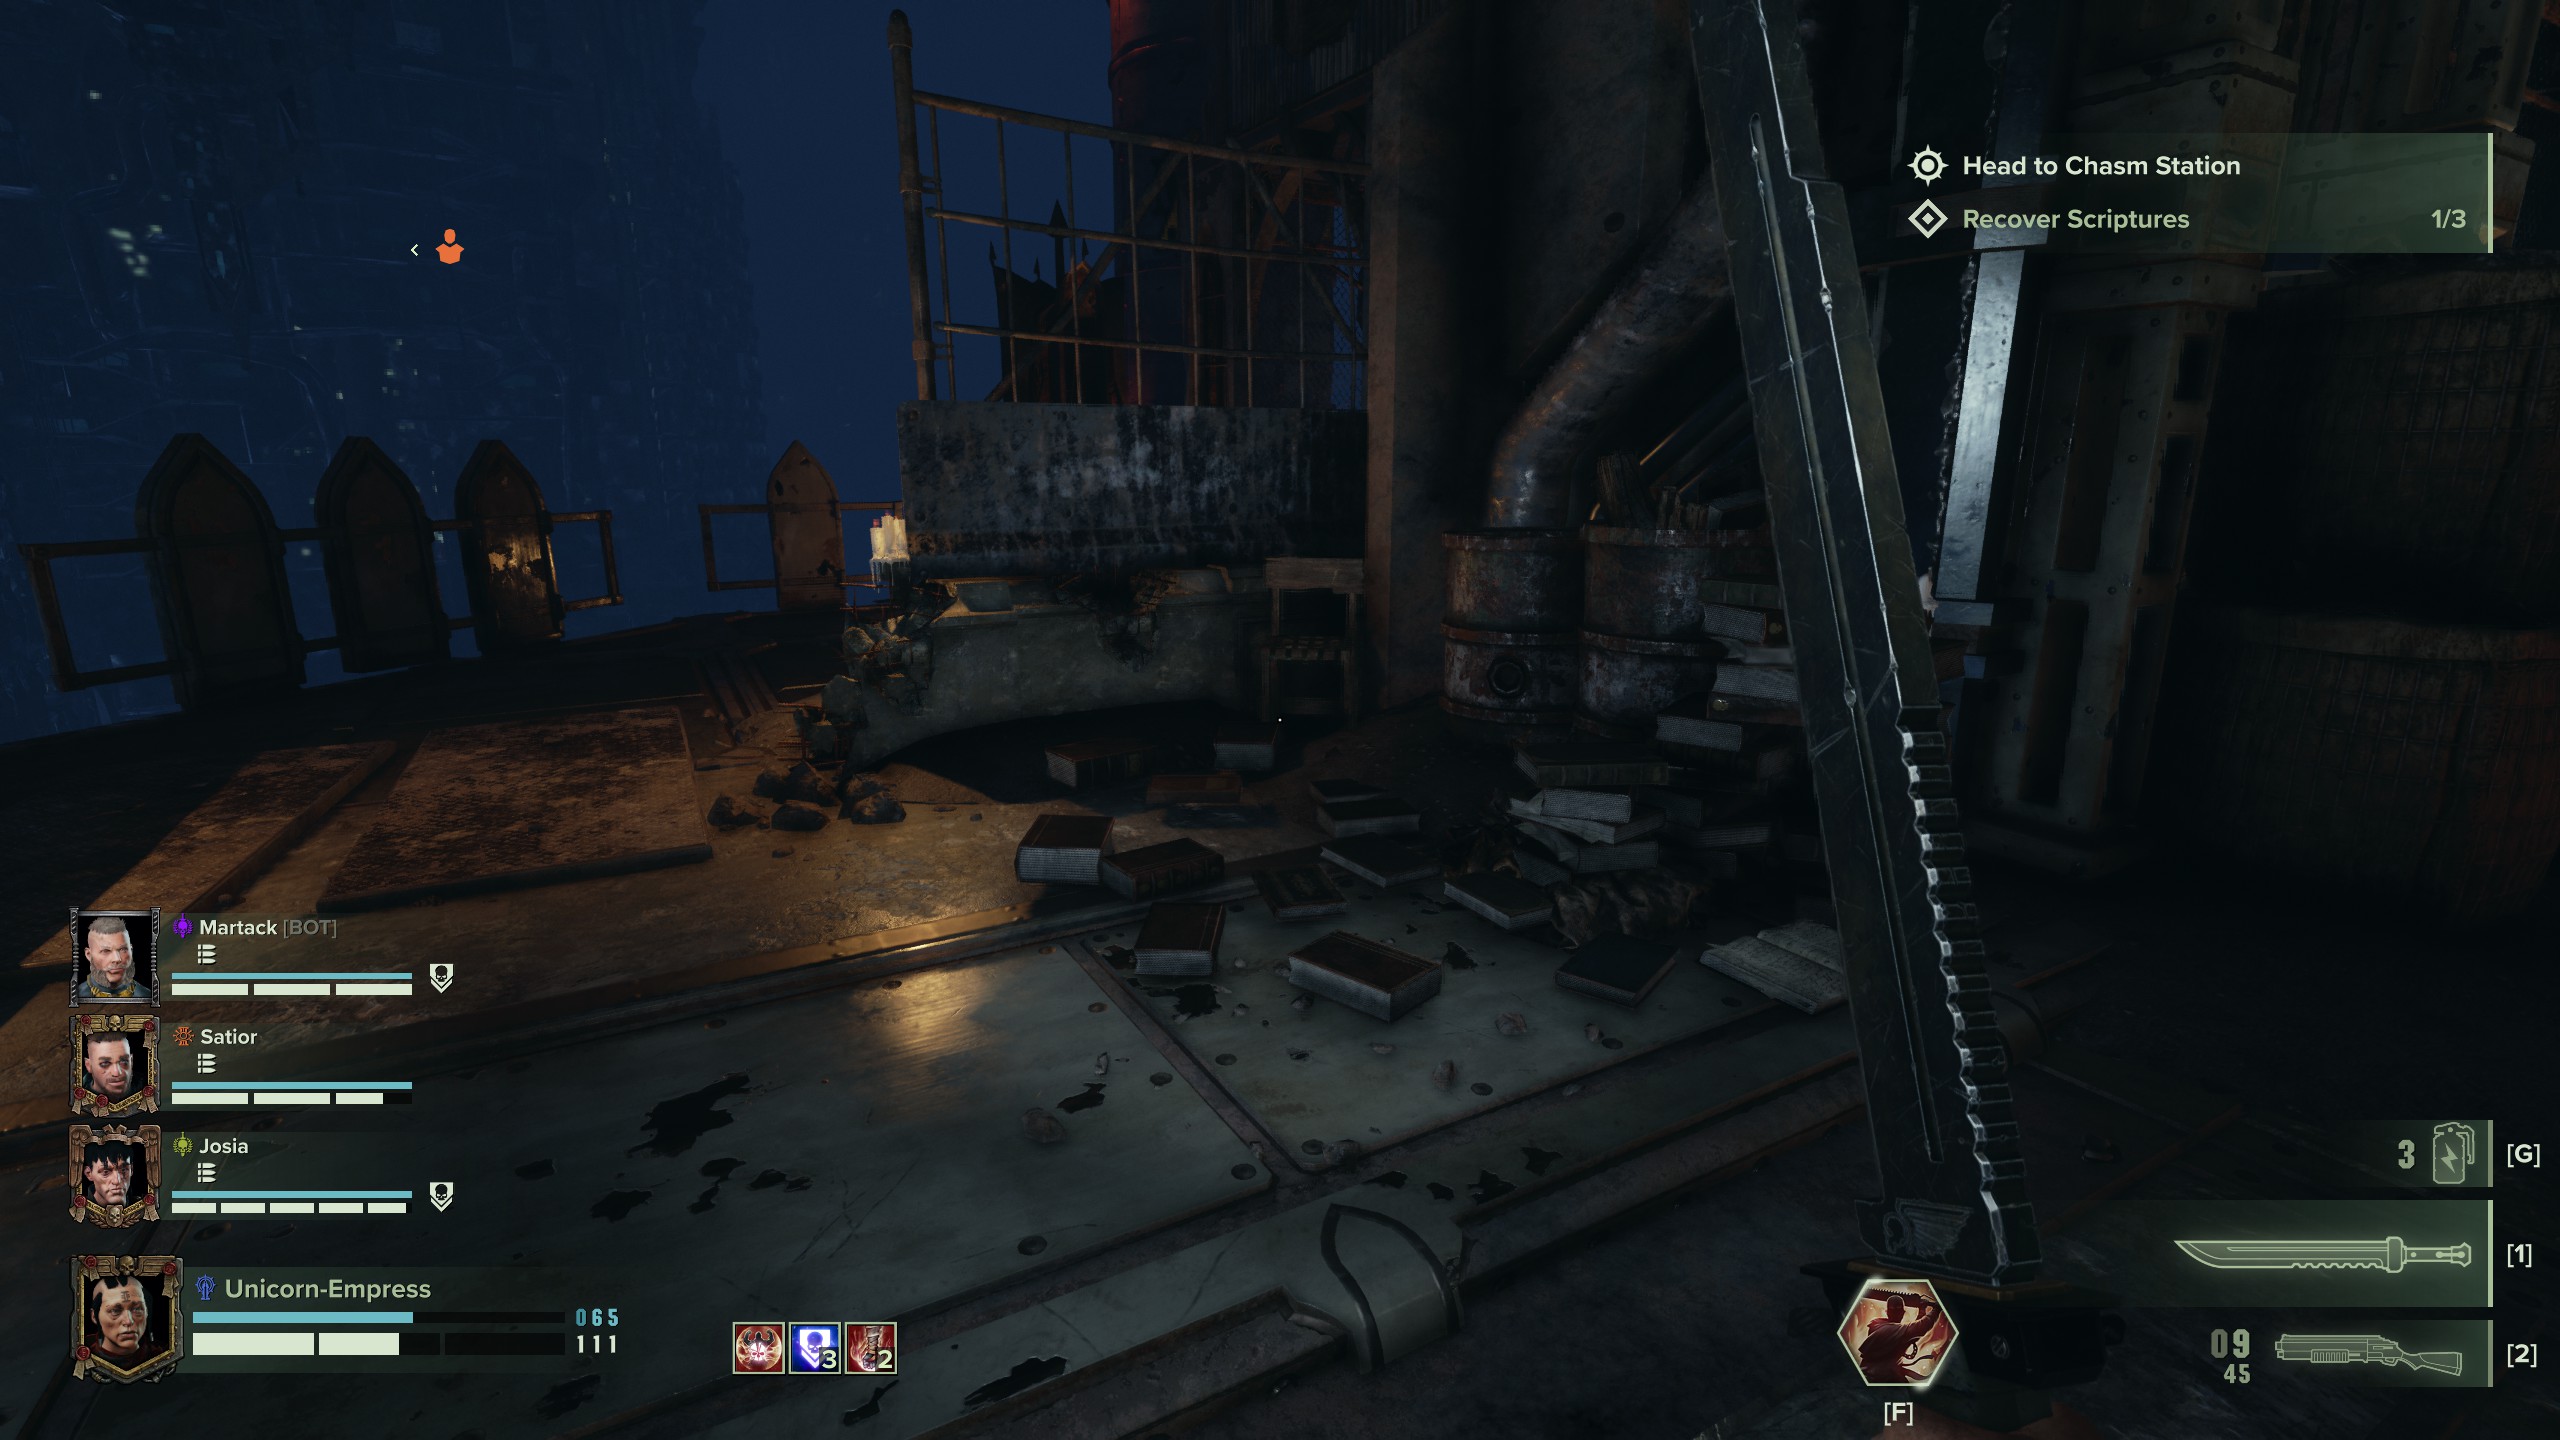 Head to Chasm Station
Recover Scriptures 1/3
Martack [BOT]
Satior
Josia
Unicorn-Empress
065
111
3
2
3 [G]
[1]
09
45
[2]
[F]